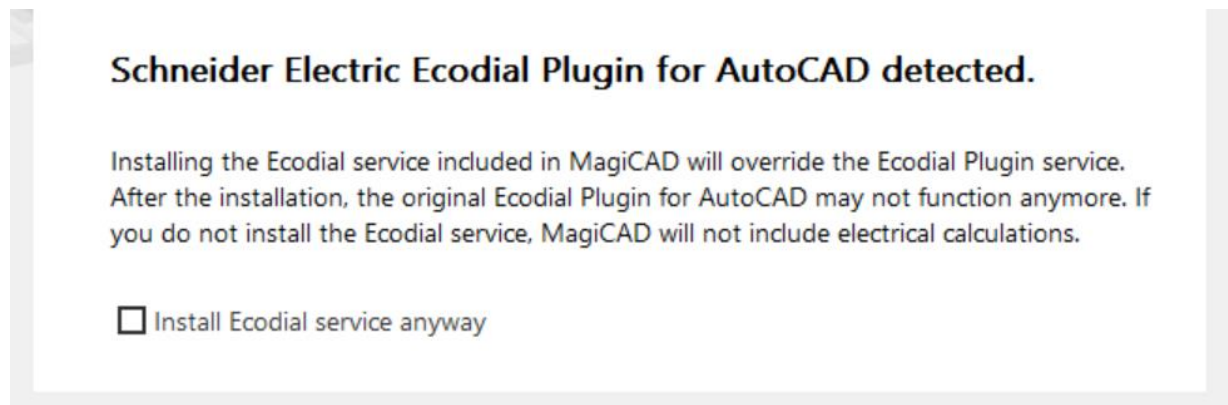 Schneider Electric Ecodial Plugin for AutoCAD detected.
Installing the Ecodial service included in MagiCAD will override the Ecodial Plugin service.
After the installation, the original Ecodial Plugin for AutoCAD may not function anymore. If
you do not install the Ecodial service, MagiCAD will not include electrical calculations.
Install Ecodial service anyway